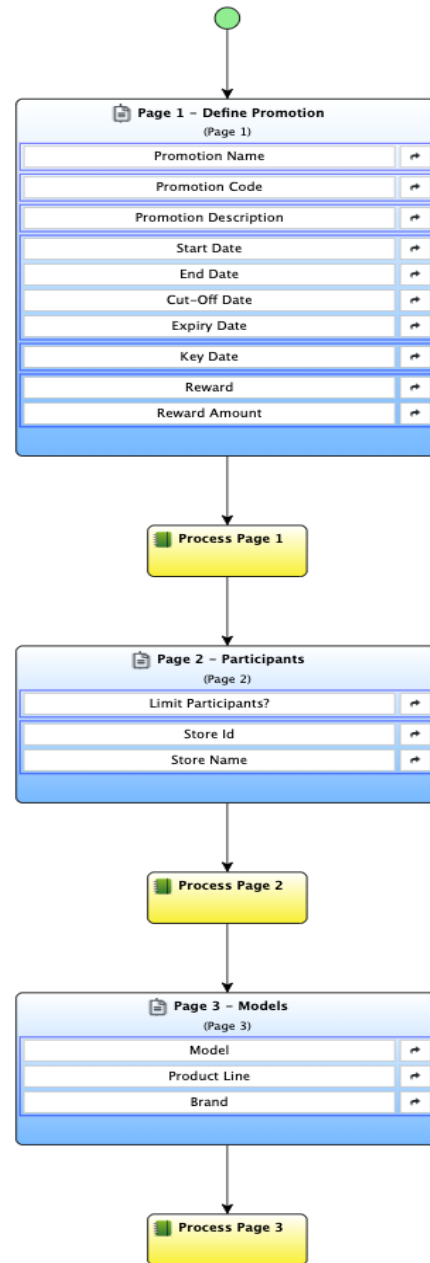 Page 1 - Define Promotion
(Page 1)
Promotion Name
Promotion Code
Promotion Description
Start Date
End Date
Cut-Off Date
Expiry Date
Key Date
Reward
Reward Amount
Process Page 1
Page 2 - Participants
(Page 2)
Limit Participants?
Store Id
Store Name
Process Page 2
Page 3 - Models
(Page 3)
Model
Product Line
Brand
Process Page 3